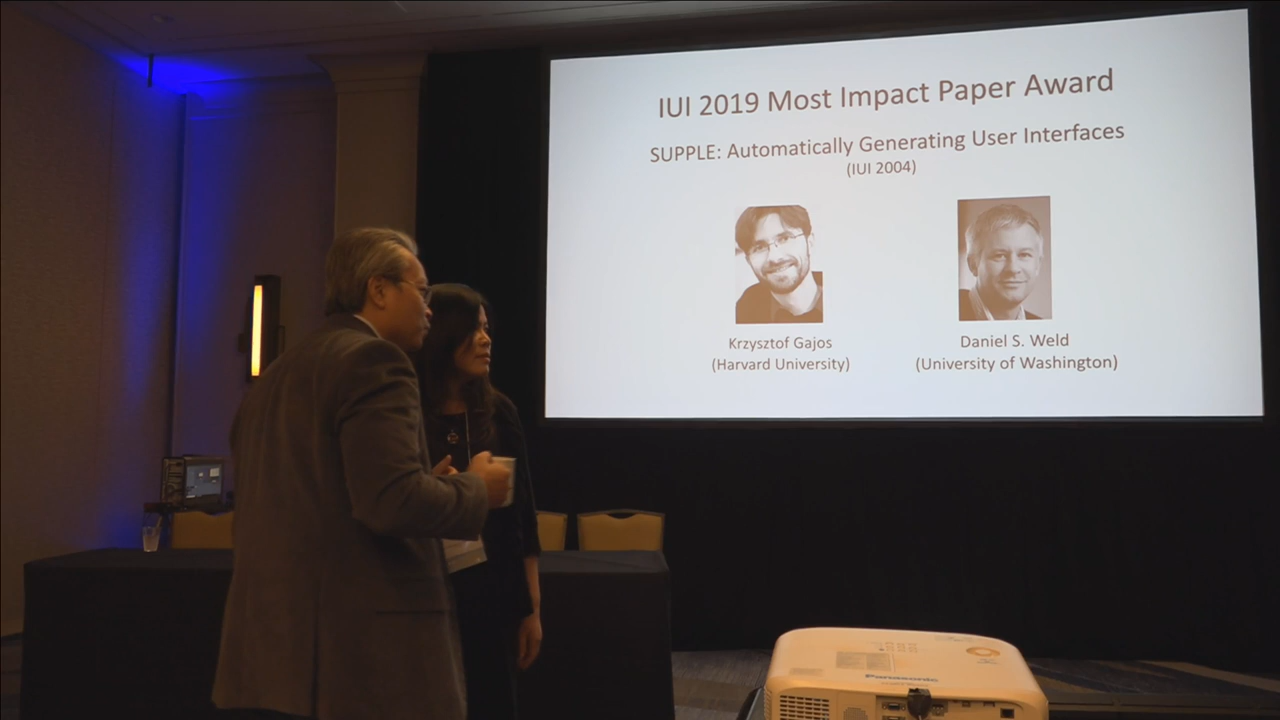 IUI 2019 Most Impact Paper Award
SUPPLE: Automatically Generating User Interfaces
(IUI 2004)
Krzysztof Gajos
(Harvard University)
Daniel S. Weld
(University of Washington)
Panasonic